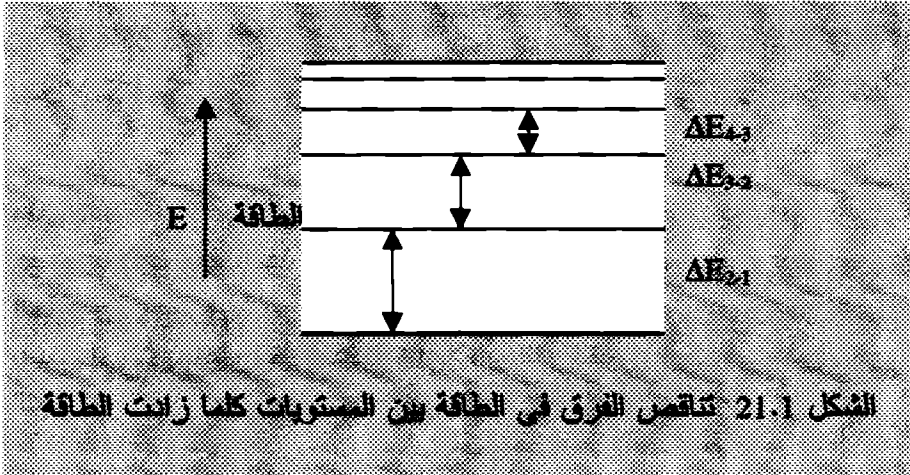 ΔE₄₋₃
ΔE₃₋₂
E الطاقة
ΔE₂₋₁
الشكل 21.1 تناقص الفرق في الطاقة بين المستويات كلما زادت الطاقة